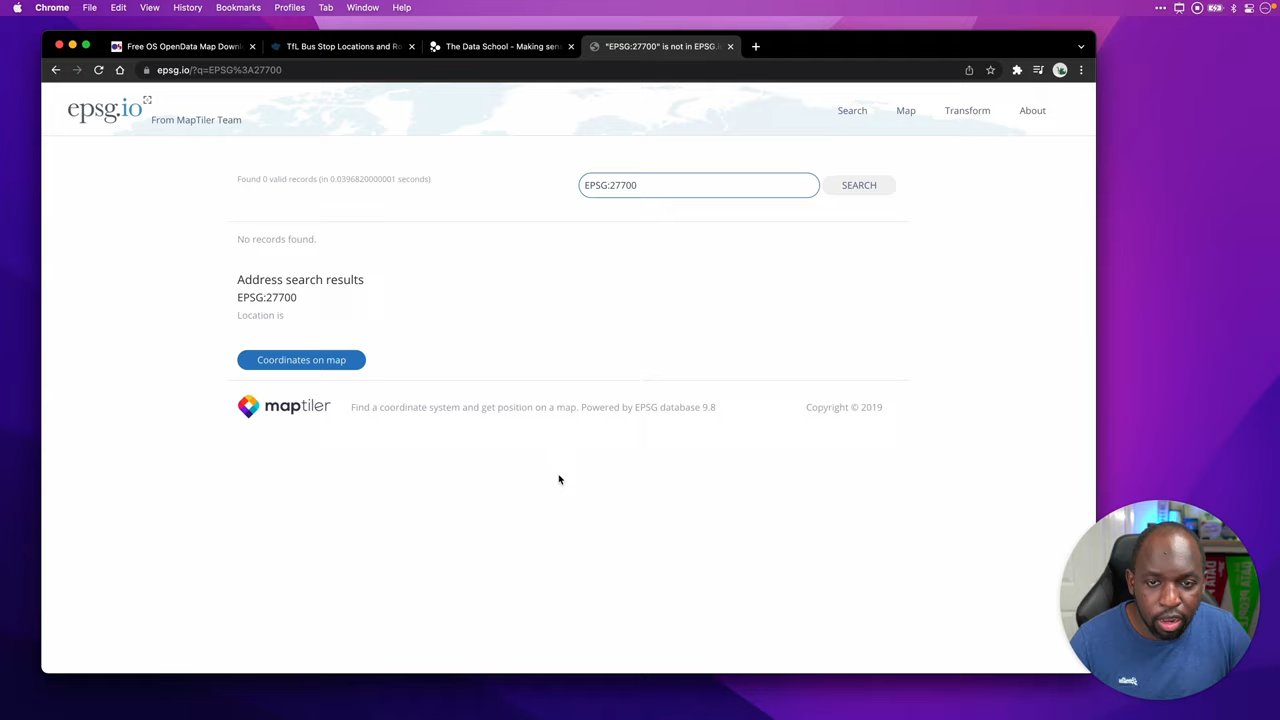 Chrome File Edit View History Bookmarks Profiles Tab Window Help
Free OS OpenData Map Downl
TfL Bus Stop Locations and Ro
The Data School - Making sens
"EPSG:27700" is not in EPSG.i
epsg.io/?q=EPSG%3A27700
epsg.io
From MapTiler Team
Search Map Transform About
Found 0 valid records (in 0.0396820000001 seconds)
EPSG:27700
SEARCH
No records found.
Address search results
EPSG:27700
Location is
Coordinates on map
maptiler
Find a coordinate system and get position on a map. Powered by EPSG database 9.8
Copyright © 2019